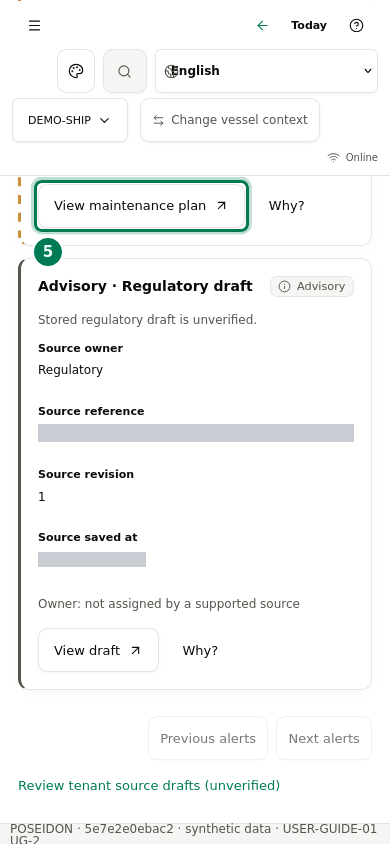 Today
English
DEMO-SHIP
Change vessel context
Online
View maintenance plan
Why?
5
Advisory · Regulatory draft
Advisory
Stored regulatory draft is unverified.
Source owner
Regulatory
Source reference
Source revision
1
Source saved at
Owner: not assigned by a supported source
View draft
Why?
Previous alerts
Next alerts
Review tenant source drafts (unverified)
POSEIDON · 5e7e2e0ebac2 · synthetic data · USER-GUIDE-01
UG-2